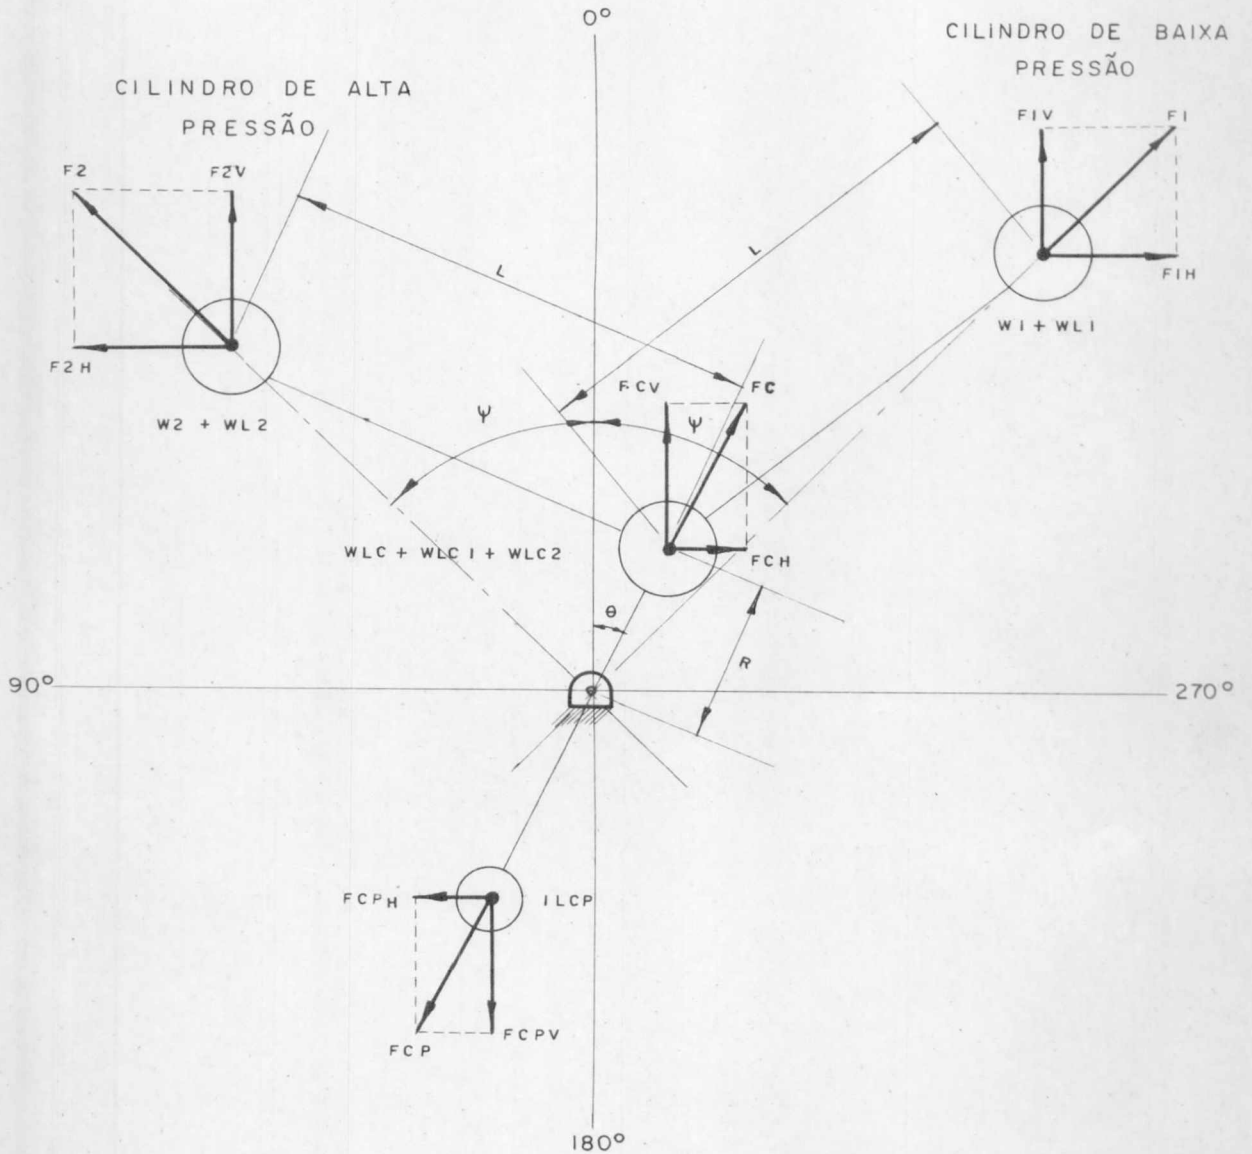 0°
CILINDRO DE BAIXA
PRESSÃO
CILINDRO DE ALTA
PRESSÃO
F1V
F1
F2
F2V
L
L
F1H
W1 + WL1
F2H
FCV
FC
ψ
ψ
W2 + WL2
WLC + WLC1 + WLC2
FCH
θ
R
90°
270°
FCPH
1LCP
FCPV
FCP
180°